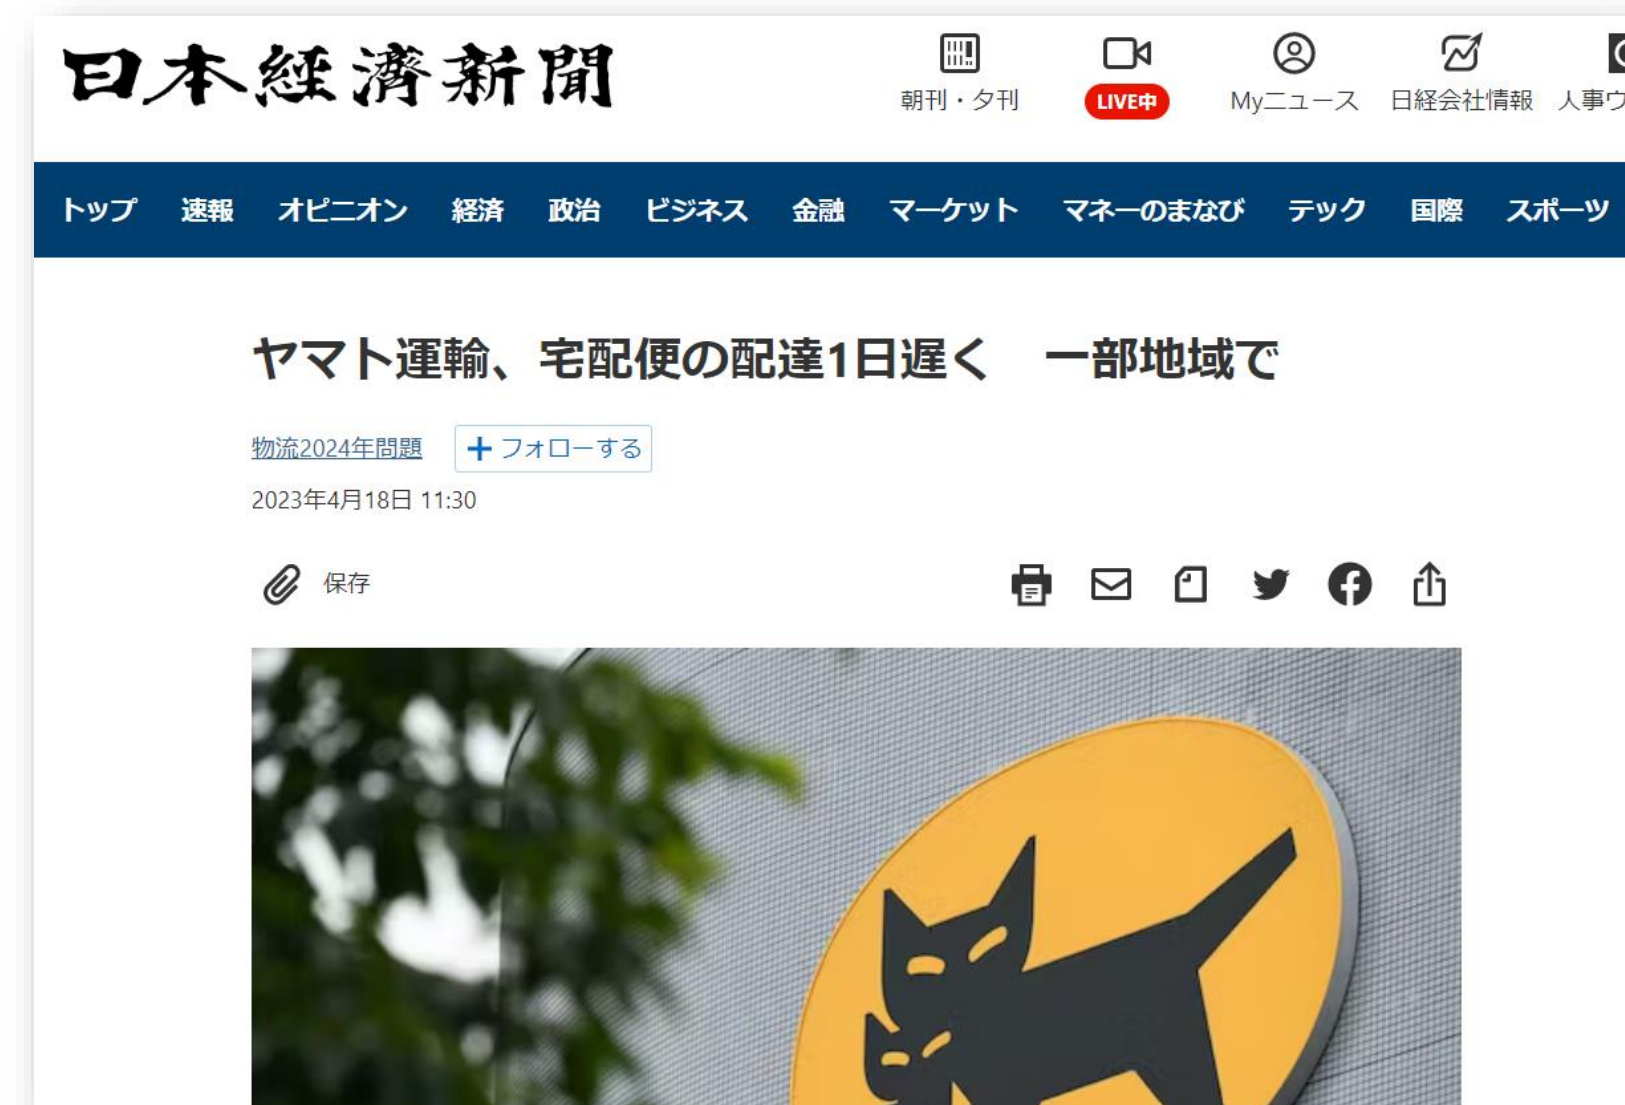 日本経済新聞
朝刊・夕刊
LIVE中
Myニュース
日経会社情報
人事ウ
トップ 速報 オピニオン 経済 政治 ビジネス 金融 マーケット マネーのまなび テック 国際 スポーツ
ヤマト運輸、宅配便の配達1日遅く 一部地域で
物流2024年問題 +フォローする
2023年4月18日 11:30
保存